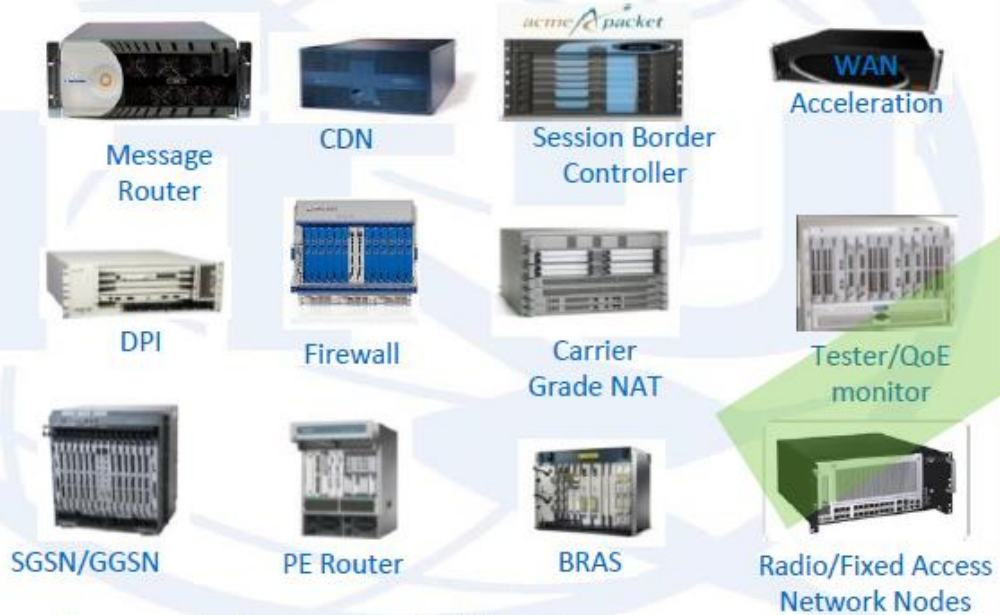 acme packet
WAN
Acceleration
CDN
Session Border
Controller
Message
Router
DPI
Firewall
Carrier
Grade NAT
Tester/QoE
monitor
SGSN/GGSN
PE Router
BRAS
Radio/Fixed Access
Network Nodes